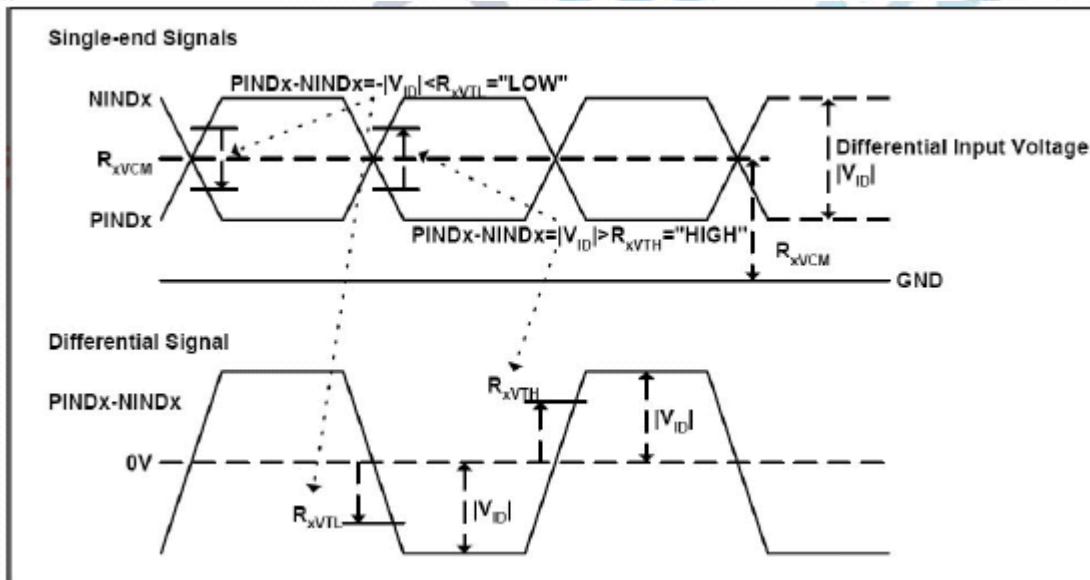 Single-end Signals
PINDx-NINDx=-|VID|<RxVTL="LOW"
NINDx
RxVCM
Differential Input Voltage
|VID|
PINDx
PINDx-NINDx=|VID|>RxVTH="HIGH"
RxVCM
GND
Differential Signal
RxVTH
PINDx-NINDx
|VID|
0V
RxVTL
|VID|